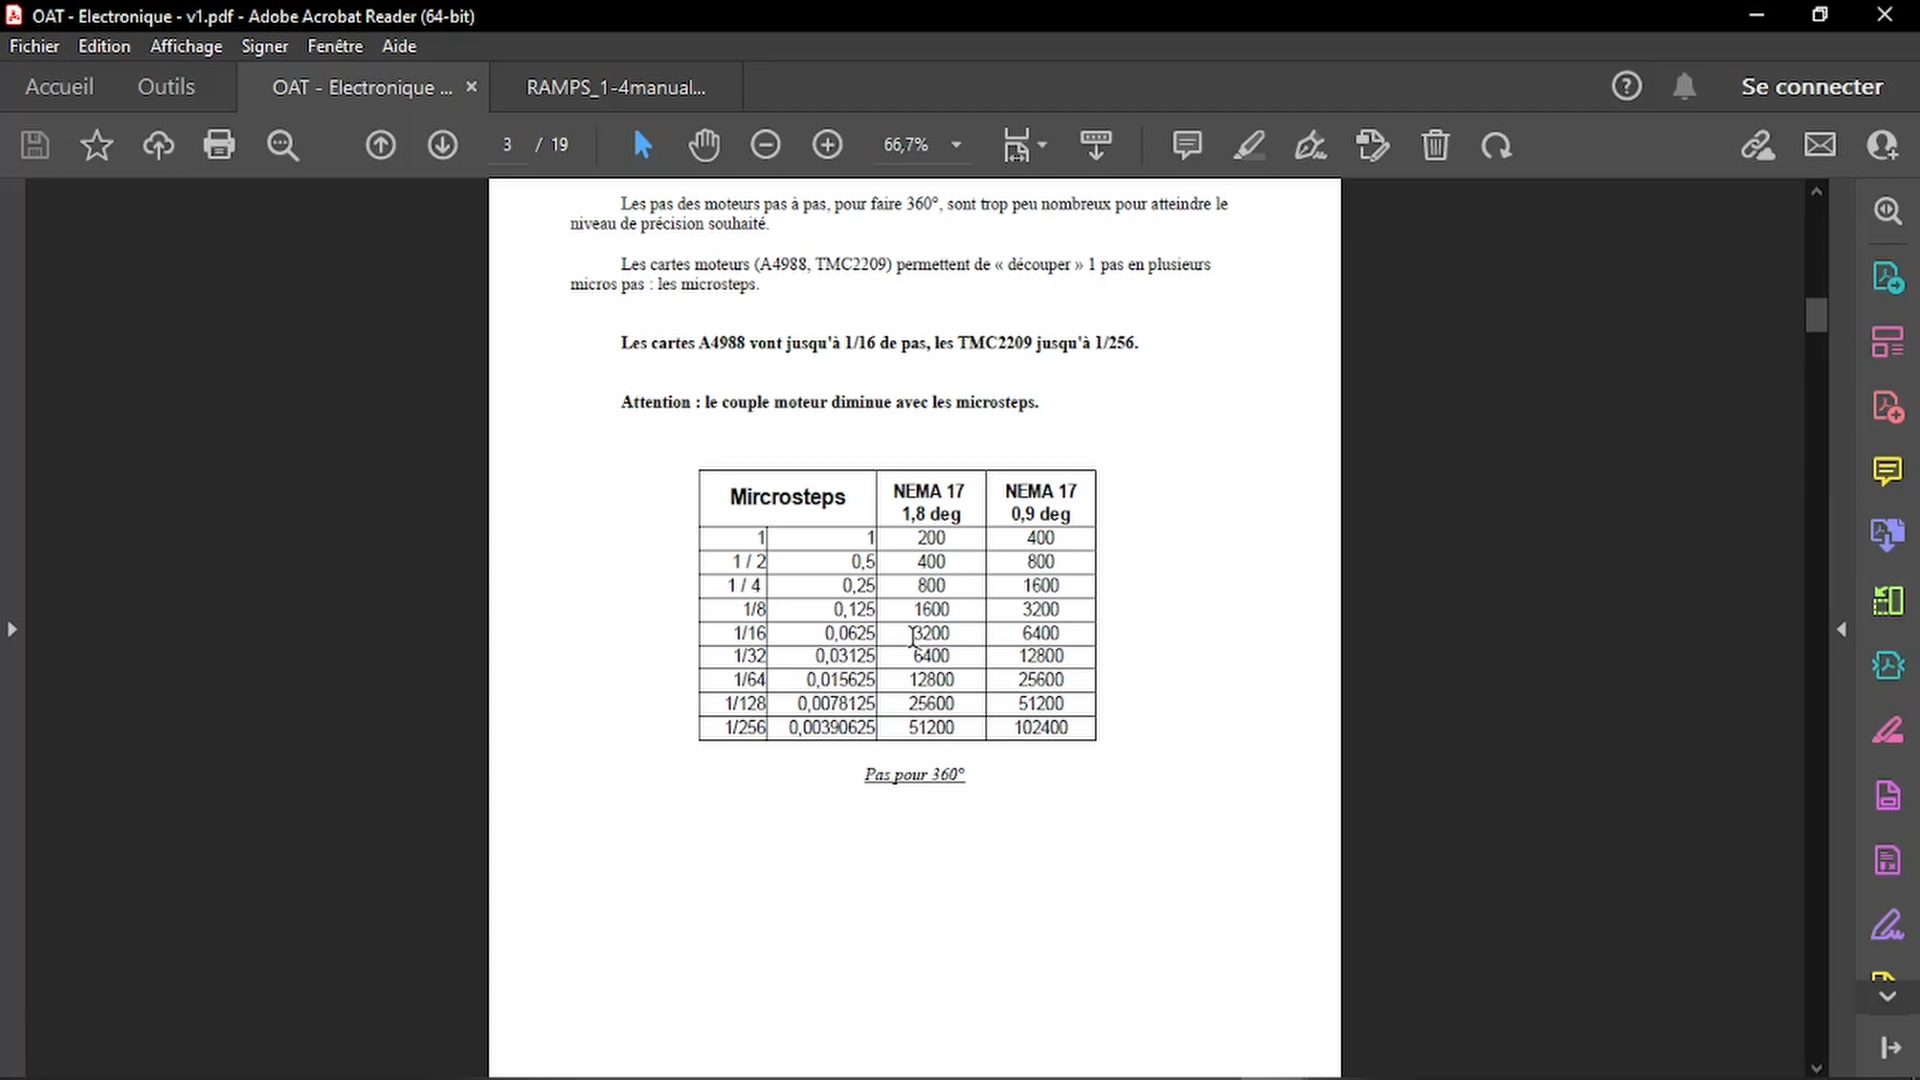 OAT - Electronique - v1.pdf - Adobe Acrobat Reader (64-bit)
Fichier Edition Affichage Signer Fenêtre Aide
Accueil Outils OAT - Electronique ... × RAMPS_1-4manual... Se connecter
3 / 19 66,7%
Les pas des moteurs pas à pas, pour faire 360°, sont trop peu nombreux pour atteindre le
niveau de précision souhaité.
Les cartes moteurs (A4988, TMC2209) permettent de « découper » 1 pas en plusieurs
micros pas : les microsteps.
Les cartes A4988 vont jusqu'à 1/16 de pas, les TMC2209 jusqu'à 1/256.
Attention : le couple moteur diminue avec les microsteps.
Mircrosteps NEMA 17 1,8 deg NEMA 17 0,9 deg
1 1 200 400
1 / 2 0,5 400 800
1 / 4 0,25 800 1600
1/8 0,125 1600 3200
1/16 0,0625 3200 6400
1/32 0,03125 6400 12800
1/64 0,015625 12800 25600
1/128 0,0078125 25600 51200
1/256 0,00390625 51200 102400
Pas pour 360°